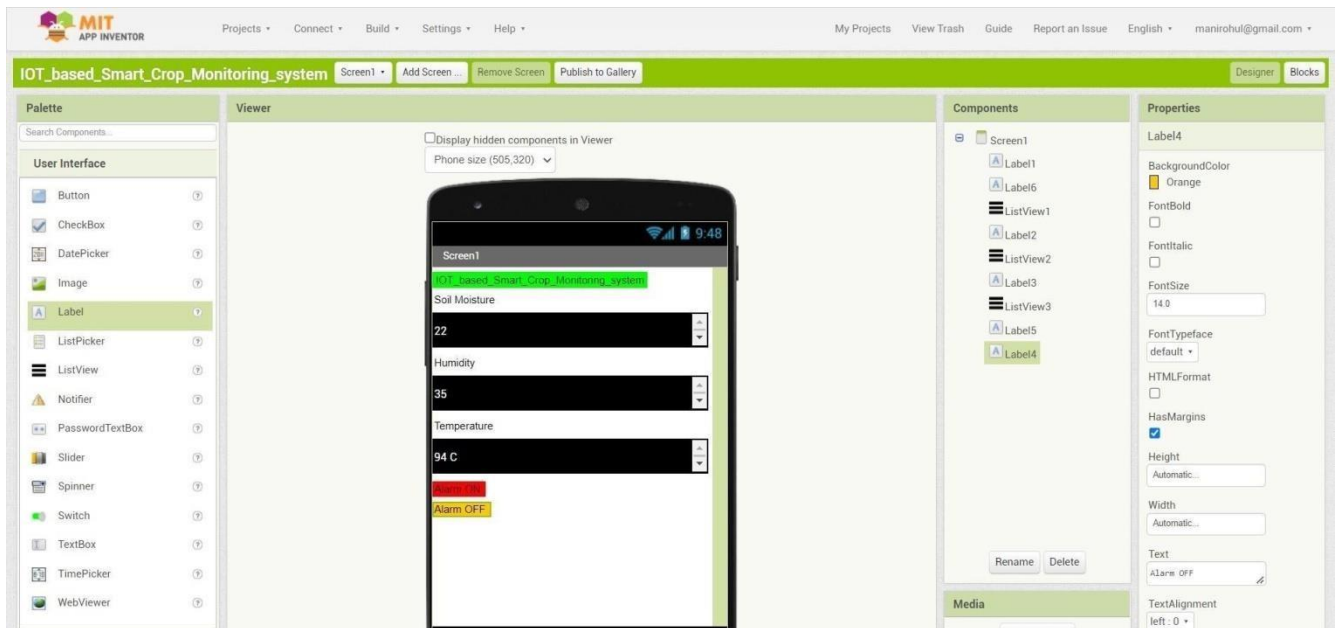 MIT
APP INVENTOR
Projects Connect Build Settings Help My Projects View Trash Guide Report an Issue English manirohul@gmail.com
IOT_based_Smart_Crop_Monitoring_system Screen1 Add Screen ... Remove Screen Publish to Gallery Designer Blocks
Palette
Search Components...
User Interface
Button
CheckBox
DatePicker
Image
Label
ListPicker
ListView
Notifier
PasswordTextBox
Slider
Spinner
Switch
TextBox
TimePicker
WebViewer
Viewer
Display hidden components in Viewer
Phone size (505,320)
9:48
Screen1
IOT_based_Smart_Crop_Monitoring_system
Soil Moisture
22
Humidity
35
Temperature
94 C
Alarm ON
Alarm OFF
Components
Screen1
Label1
Label6
ListView1
Label2
ListView2
Label3
ListView3
Label5
Label4
Rename Delete
Media
Properties
Label4
BackgroundColor
Orange
FontBold
FontItalic
FontSize
14.0
FontTypeface
default
HTMLFormat
HasMargins
Height
Automatic...
Width
Automatic...
Text
Alarm OFF
TextAlignment
left : 0